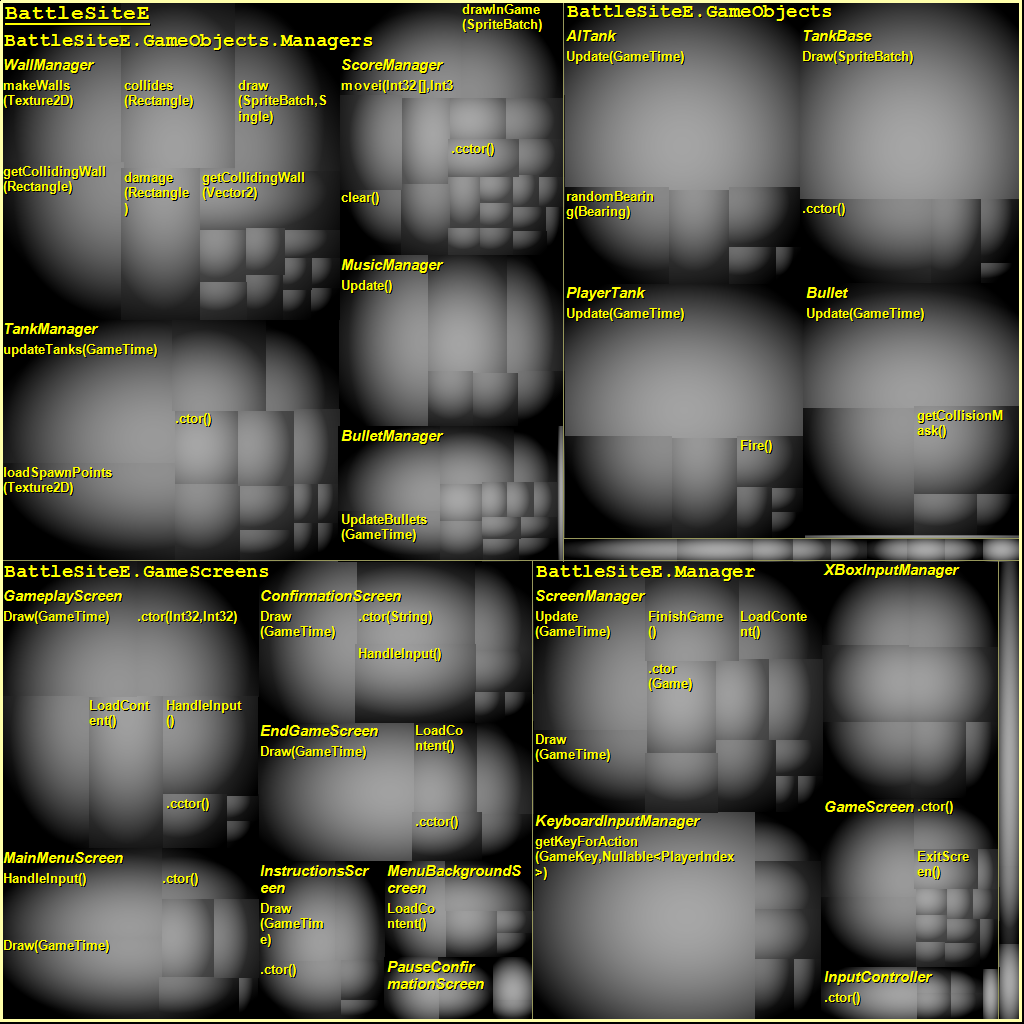 BattleSiteE
BattleSiteE.GameObjects.Managers
WallManager
makeWalls
(Texture2D)
collides
(Rectangle)
draw
(SpriteBatch,S
ingle)
getCollidingWall
(Rectangle)
damage
(Rectangle
)
getCollidingWall
(Vector2)
TankManager
updateTanks(GameTime)
.ctor()
loadSpawnPoints
(Texture2D)
drawInGame
(SpriteBatch)
ScoreManager
movei(Int32[],Int3
.cctor()
clear()
MusicManager
Update()
BulletManager
UpdateBullets
(GameTime)
BattleSiteE.GameObjects
AITank
Update(GameTime)
randomBearin
g(Bearing)
TankBase
Draw(SpriteBatch)
.cctor()
PlayerTank
Update(GameTime)
Fire()
Bullet
Update(GameTime)
getCollisionM
ask()
BattleSiteE.GameScreens
GameplayScreen
Draw(GameTime)
.ctor(Int32,Int32)
LoadCont
ent()
HandleInput
()
.cctor()
ConfirmationScreen
Draw
(GameTime)
.ctor(String)
HandleInput()
EndGameScreen
Draw(GameTime)
LoadCo
ntent()
.cctor()
MainMenuScreen
HandleInput()
.ctor()
Draw(GameTime)
InstructionsScr
een
Draw
(GameTim
e)
.ctor()
MenuBackgroundS
creen
LoadCo
ntent()
PauseConfir
mationScreen
BattleSiteE.Manager
ScreenManager
Update
(GameTime)
FinishGame
()
LoadConte
nt()
.ctor
(Game)
Draw
(GameTime)
XBoxInputManager
KeyboardInputManager
getKeyForAction
(GameKey,Nullable<PlayerIndex
>)
GameScreen
.ctor()
ExitScre
en()
InputController
.ctor()